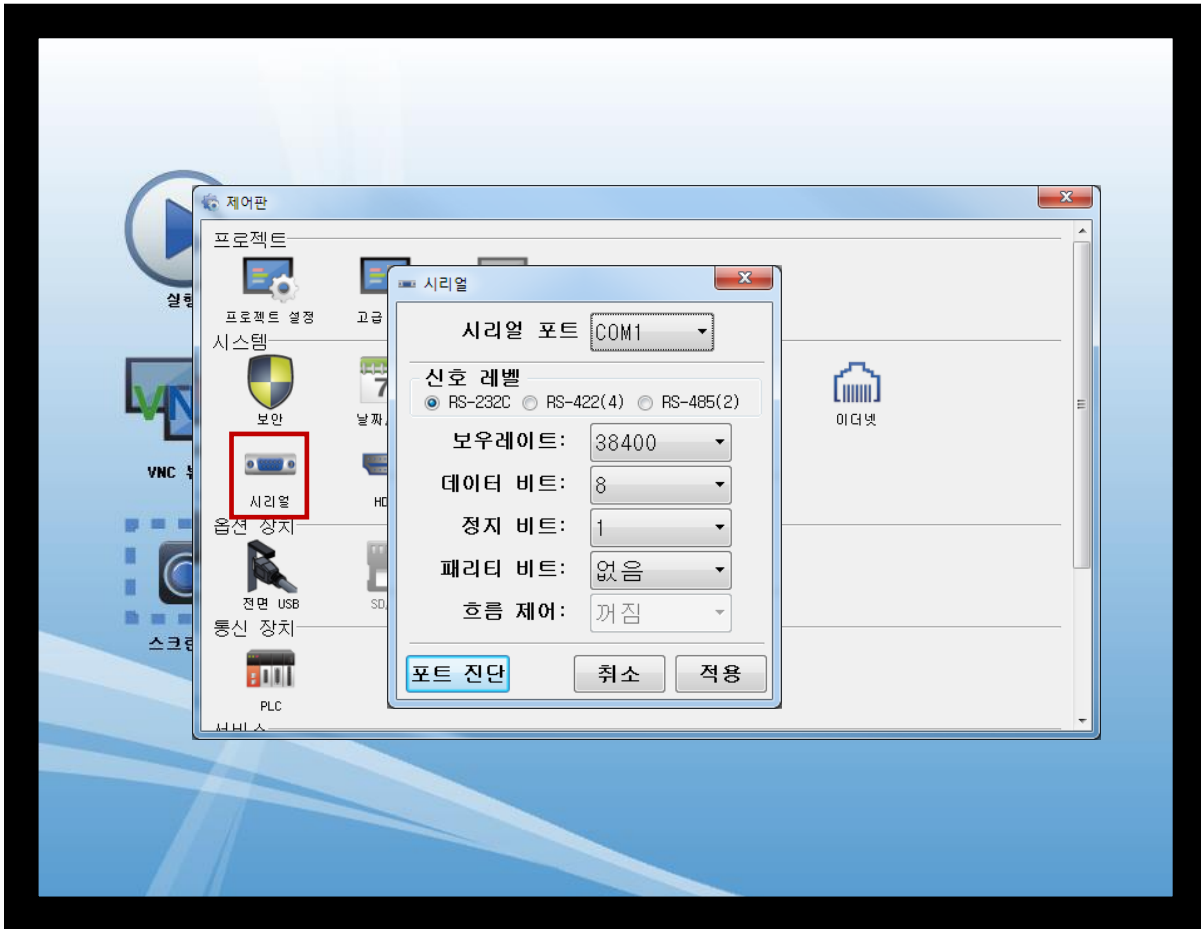 제어판
프로젝트
실행
프로젝트 설정
고급
시스템
보안
날짜
이더넷
VNC
시리얼
옵션 장치
전면 USB
SD
스크린
통신 장치
PLC
서비스
시리얼
시리얼 포트 COM1
신호 레벨
RS-232C RS-422(4) RS-485(2)
보우레이트: 38400
데이터 비트: 8
정지 비트: 1
패리티 비트: 없음
흐름 제어: 꺼짐
포트 진단 취소 적용